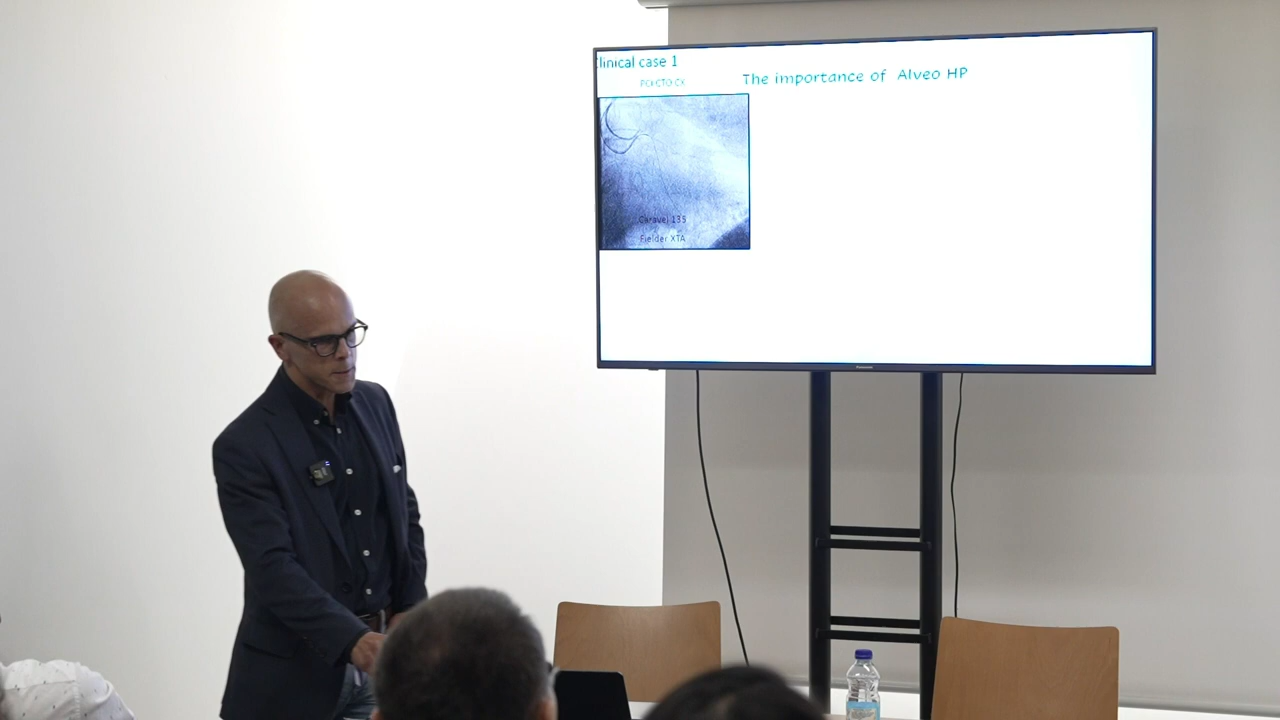 linical case 1
PCI CTO CX
The importance of Alveo HP
Caravel 135
Fielder XTA